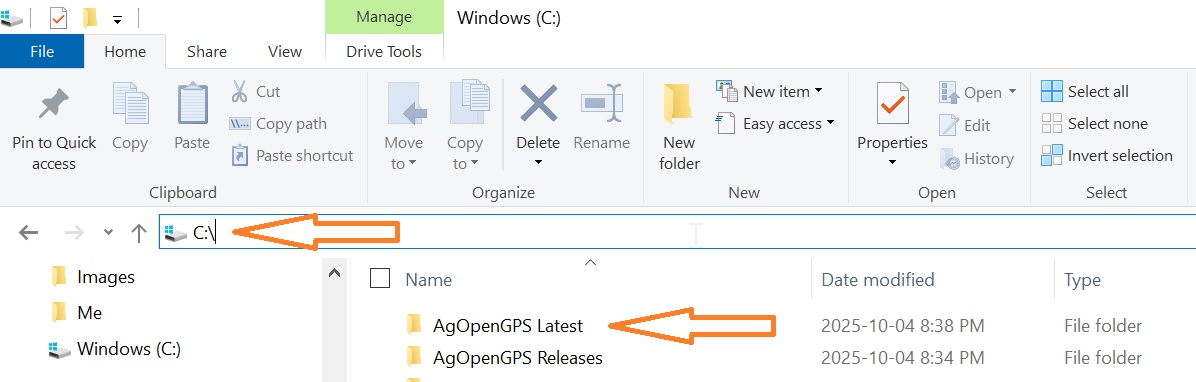 Manage
Windows (C:)
File
Home
Share
View
Drive Tools
Pin to Quick access
Copy
Paste
Cut
Copy path
Paste shortcut
Clipboard
Move to
Copy to
Delete
Rename
Organize
New folder
New item
Easy access
New
Properties
Open
Edit
History
Open
Select all
Select none
Invert selection
Select
C:\
Images
Me
Windows (C:)
Name
Date modified
Type
AgOpenGPS Latest
2025-10-04 8:38 PM
File folder
AgOpenGPS Releases
2025-10-04 8:34 PM
File folder